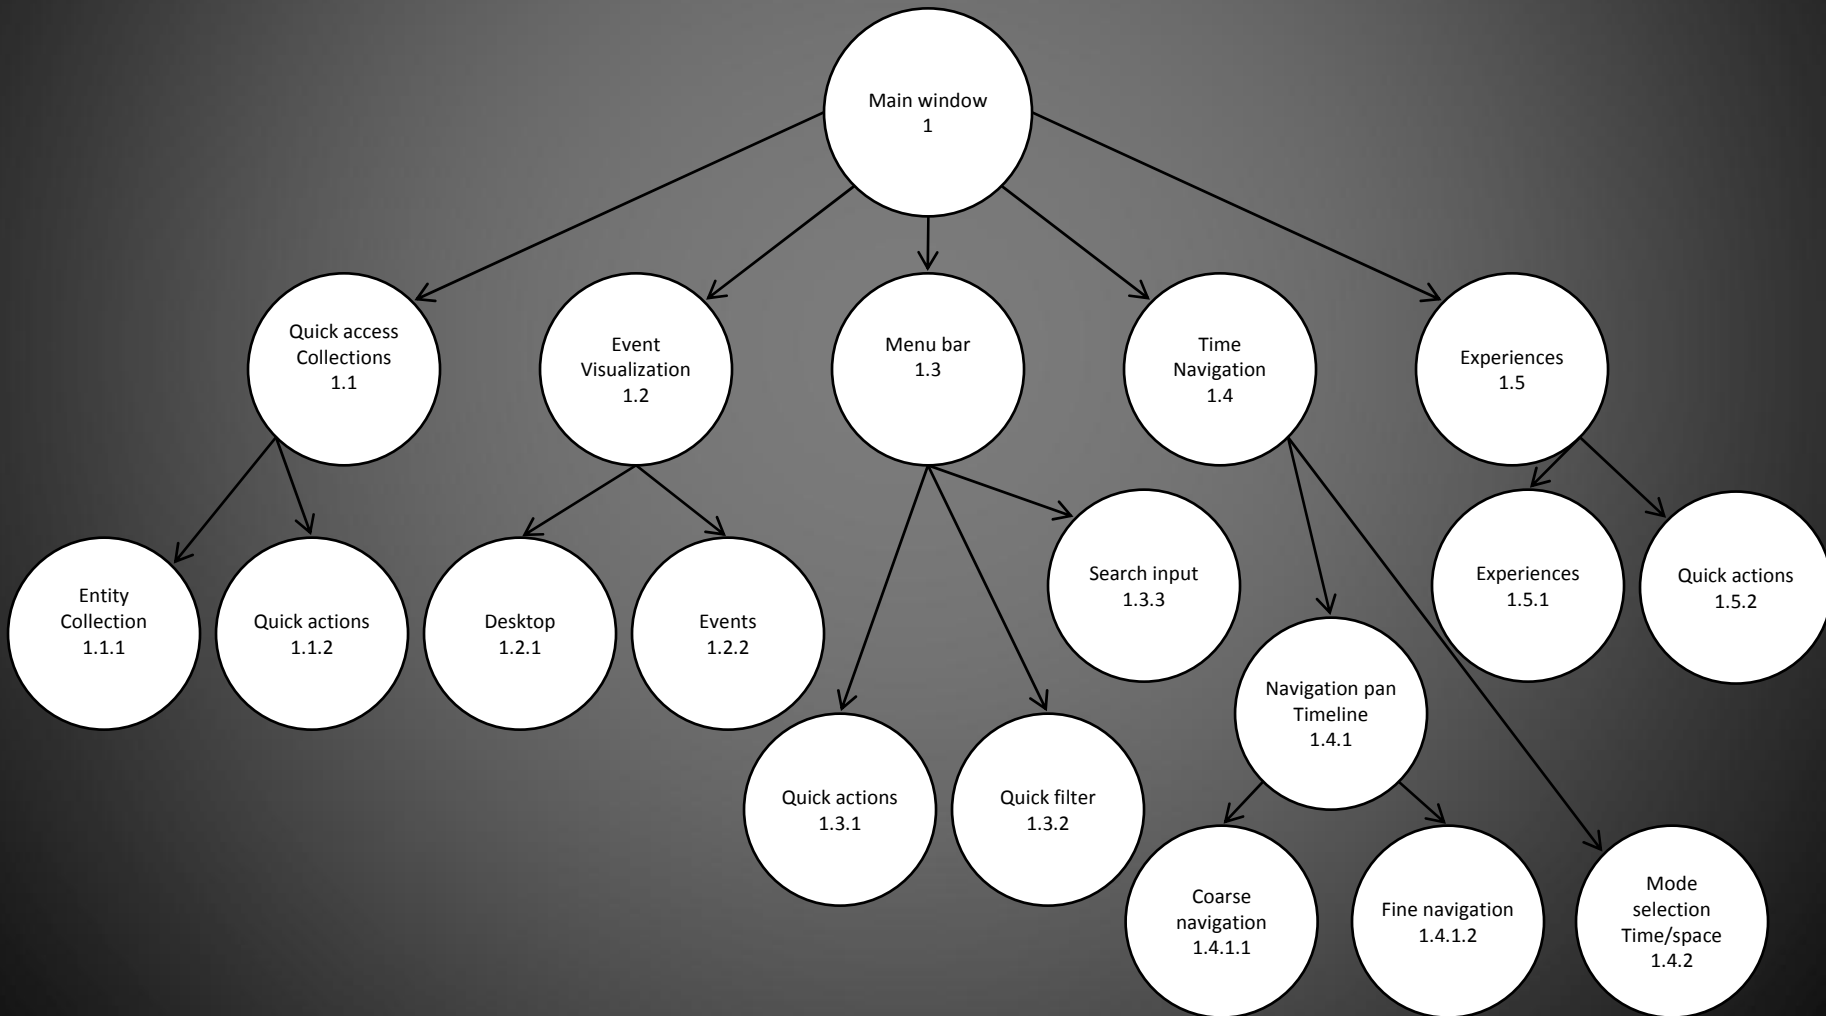 Main window
1
Quick access
Collections
1.1
Event
Visualization
1.2
Menu bar
1.3
Time
Navigation
1.4
Experiences
1.5
Entity
Collection
1.1.1
Quick actions
1.1.2
Desktop
1.2.1
Events
1.2.2
Search input
1.3.3
Experiences
1.5.1
Quick actions
1.5.2
Quick actions
1.3.1
Quick filter
1.3.2
Navigation pan
Timeline
1.4.1
Coarse
navigation
1.4.1.1
Fine navigation
1.4.1.2
Mode
selection
Time/space
1.4.2